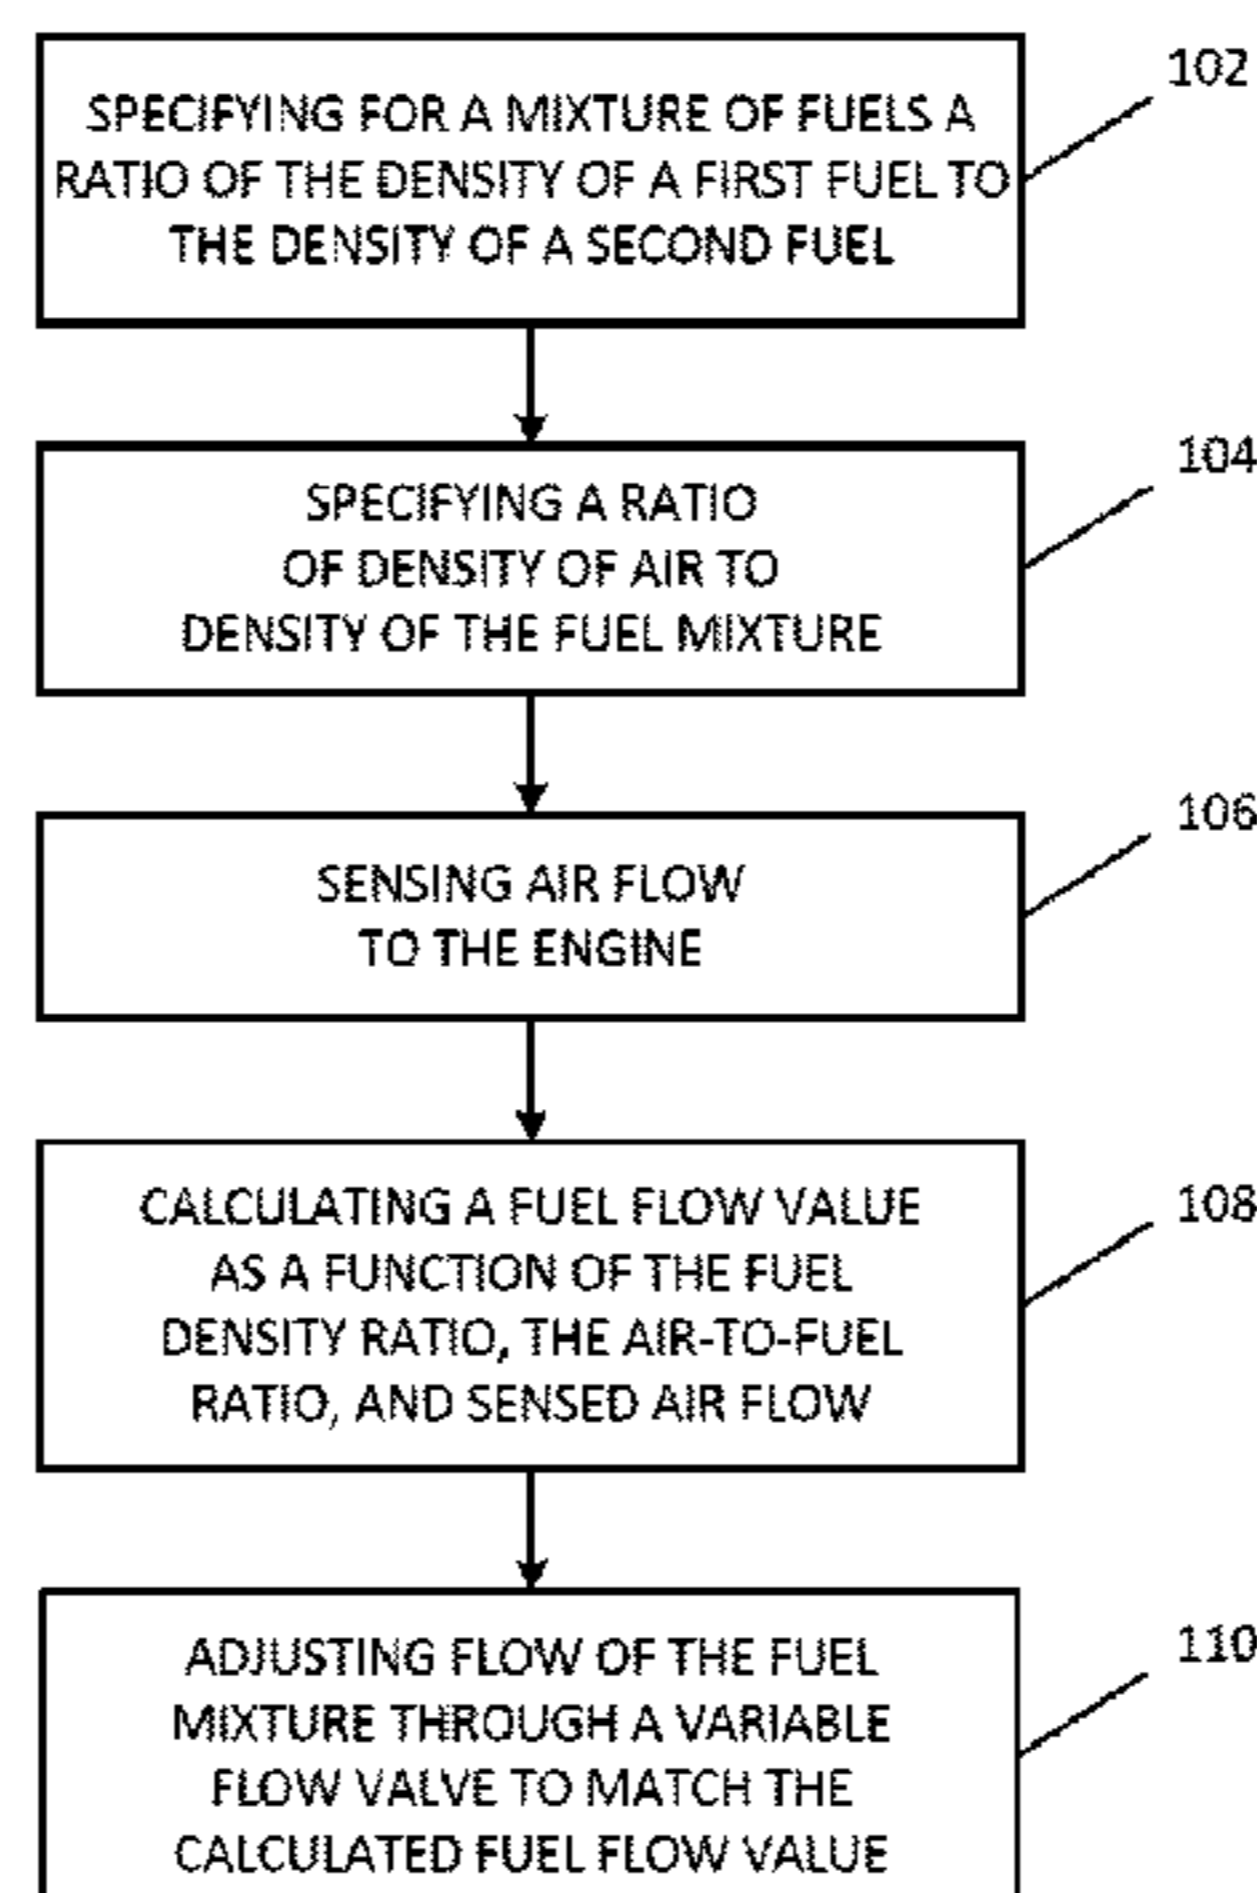 102
SPECIFYING FOR A MIXTURE OF FUELS A
RATIO OF THE DENSITY OF A FIRST FUEL TO
THE DENSITY OF A SECOND FUEL
104
SPECIFYING A RATIO
OF DENSITY OF AIR TO
DENSITY OF THE FUEL MIXTURE
106
SENSING AIR FLOW
TO THE ENGINE
108
CALCULATING A FUEL FLOW VALUE
AS A FUNCTION OF THE FUEL
DENSITY RATIO, THE AIR-TO-FUEL
RATIO, AND SENSED AIR FLOW
110
ADJUSTING FLOW OF THE FUEL
MIXTURE THROUGH A VARIABLE
FLOW VALVE TO MATCH THE
CALCULATED FUEL FLOW VALUE